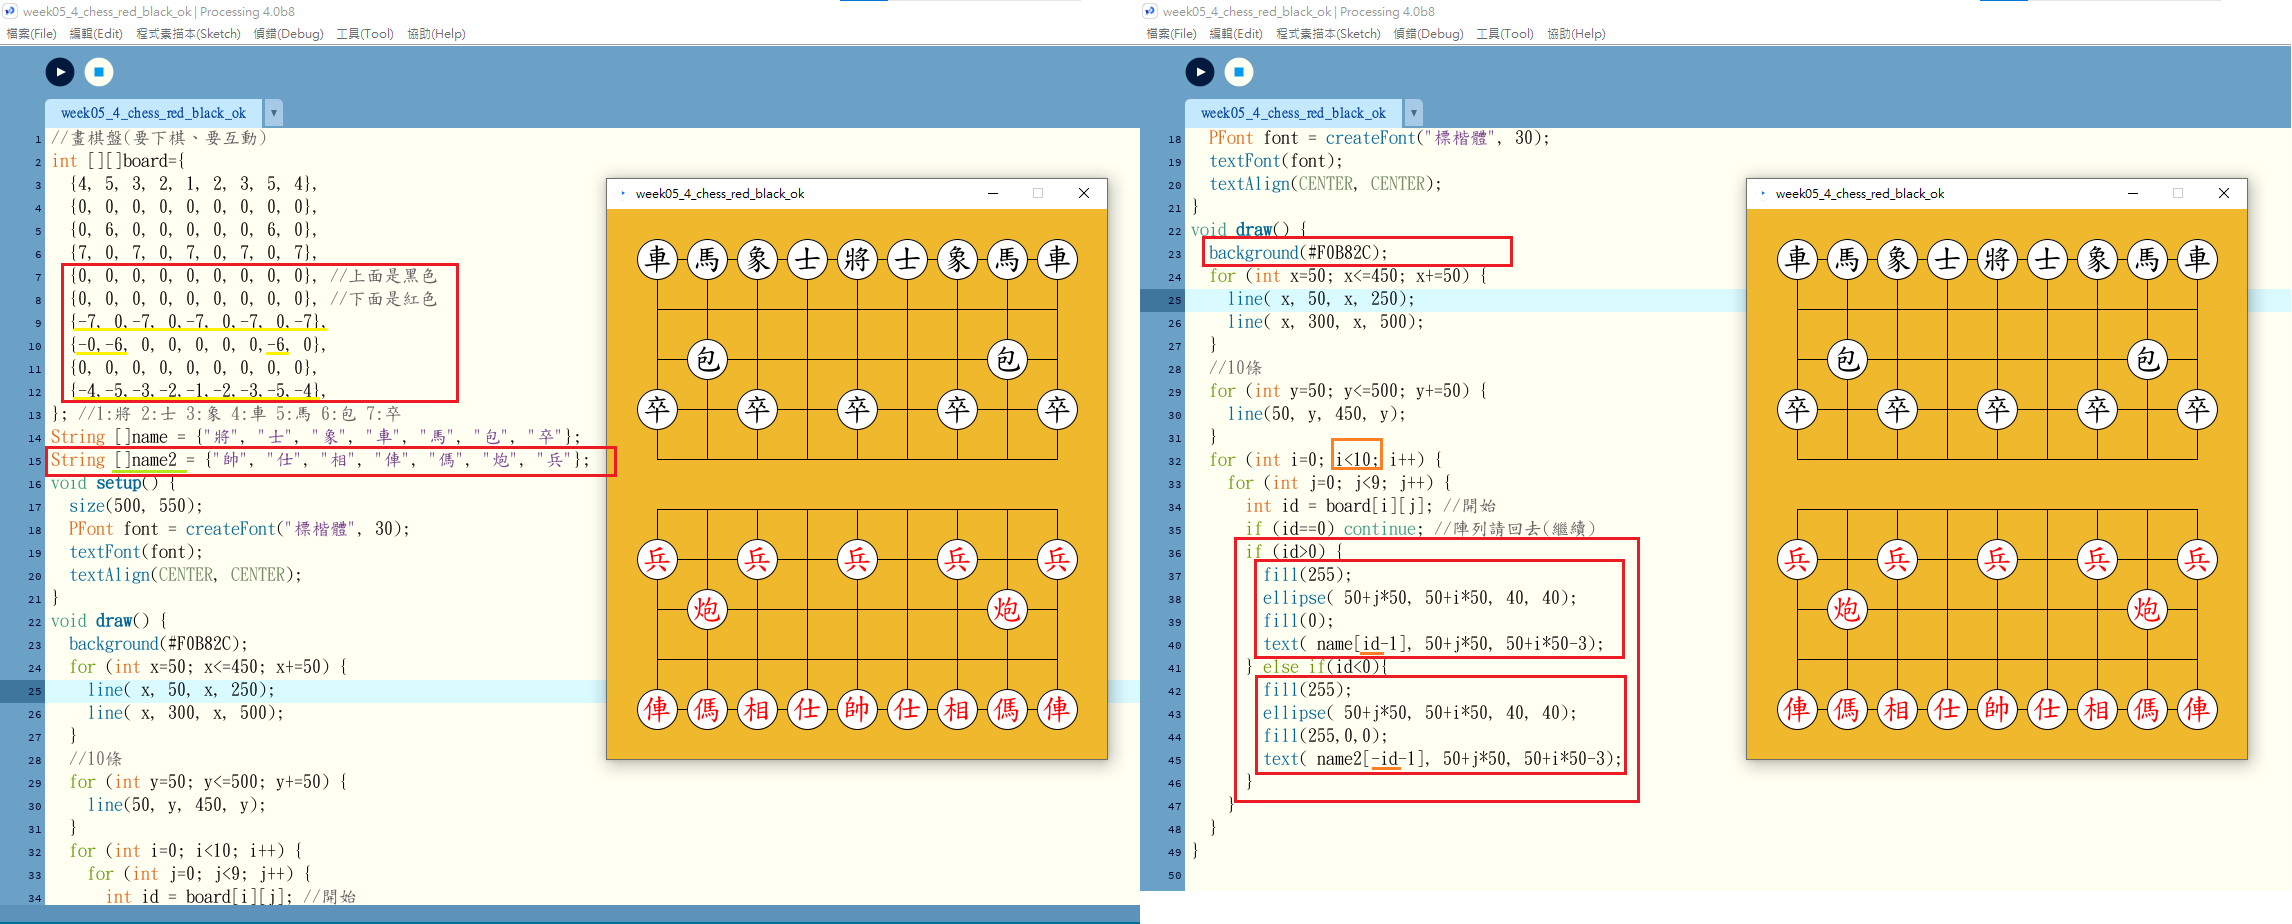 week05_4_chess_red_black_ok | Processing 4.0b8
檔案(File) 編輯(Edit) 程式素描本(Sketch) 偵錯(Debug) 工具(Tool) 協助(Help)
week05_4_chess_red_black_ok ▼
1 //畫棋盤(要下棋、要互動)
2 int [][]board={
3 {4, 5, 3, 2, 1, 2, 3, 5, 4},
4 {0, 0, 0, 0, 0, 0, 0, 0, 0},
5 {0, 6, 0, 0, 0, 0, 0, 6, 0},
6 {7, 0, 7, 0, 7, 0, 7, 0, 7},
7 {0, 0, 0, 0, 0, 0, 0, 0, 0}, //上面是黑色
8 {0, 0, 0, 0, 0, 0, 0, 0, 0}, //下面是紅色
9 {-7, 0,-7, 0,-7, 0,-7, 0,-7},
10 {-0,-6, 0, 0, 0, 0, 0,-6, 0},
11 {0, 0, 0, 0, 0, 0, 0, 0, 0},
12 {-4,-5,-3,-2,-1,-2,-3,-5,-4},
13 }; //1:將 2:士 3:象 4:車 5:馬 6:包 7:卒
14 String []name = {"將", "士", "象", "車", "馬", "包", "卒"};
15 String []name2 = {"帥", "仕", "相", "俥", "傌", "炮", "兵"};
16 void setup() {
17 size(500, 550);
18 PFont font = createFont("標楷體", 30);
19 textFont(font);
20 textAlign(CENTER, CENTER);
21 }
22 void draw() {
23 background(#F0B82C);
24 for (int x=50; x<=450; x+=50) {
25 line( x, 50, x, 250);
26 line( x, 300, x, 500);
27 }
28 //10條
29 for (int y=50; y<=500; y+=50) {
30 line(50, y, 450, y);
31 }
32 for (int i=0; i<10; i++) {
33 for (int j=0; j<9; j++) {
34 int id = board[i][j]; //開始
week05_4_chess_red_black_ok
車 馬 象 士 將 士 象 馬 車
包 包
卒 卒 卒 卒 卒
兵 兵 兵 兵 兵
炮 炮
俥 傌 相 仕 帥 仕 相 傌 俥
week05_4_chess_red_black_ok | Processing 4.0b8
檔案(File) 編輯(Edit) 程式素描本(Sketch) 偵錯(Debug) 工具(Tool) 協助(Help)
week05_4_chess_red_black_ok ▼
18 PFont font = createFont("標楷體", 30);
19 textFont(font);
20 textAlign(CENTER, CENTER);
21 }
22 void draw() {
23 background(#F0B82C);
24 for (int x=50; x<=450; x+=50) {
25 line( x, 50, x, 250);
26 line( x, 300, x, 500);
27 }
28 //10條
29 for (int y=50; y<=500; y+=50) {
30 line(50, y, 450, y);
31 }
32 for (int i=0; i<10; i++) {
33 for (int j=0; j<9; j++) {
34 int id = board[i][j]; //開始
35 if (id==0) continue; //陣列請回去(繼續)
36 if (id>0) {
37 fill(255);
38 ellipse( 50+j*50, 50+i*50, 40, 40);
39 fill(0);
40 text( name[id-1], 50+j*50, 50+i*50-3);
41 } else if(id<0){
42 fill(255);
43 ellipse( 50+j*50, 50+i*50, 40, 40);
44 fill(255,0,0);
45 text( name2[-id-1], 50+j*50, 50+i*50-3);
46 }
47 }
48 }
49 }
50
week05_4_chess_red_black_ok
車 馬 象 士 將 士 象 馬 車
包 包
卒 卒 卒 卒 卒
兵 兵 兵 兵 兵
炮 炮
俥 傌 相 仕 帥 仕 相 傌 俥